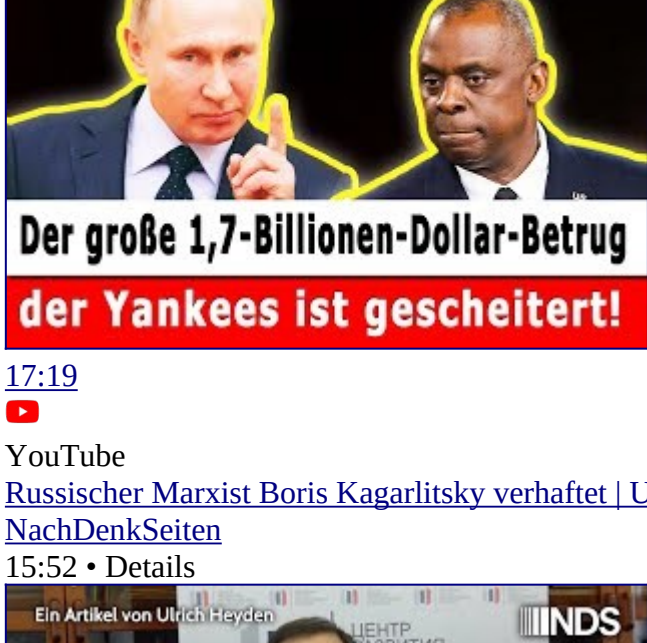 Der große 1,7-Billionen-Dollar-Betrug
der Yankees ist gescheitert!
17:19
YouTube
Russischer Marxist Boris Kagarlitsky verhaftet | U
NachDenkSeiten
15:52 • Details
Ein Artikel von Ulrich Heyden
NDS
ЦЕНТР
РАЗВИТИЯ